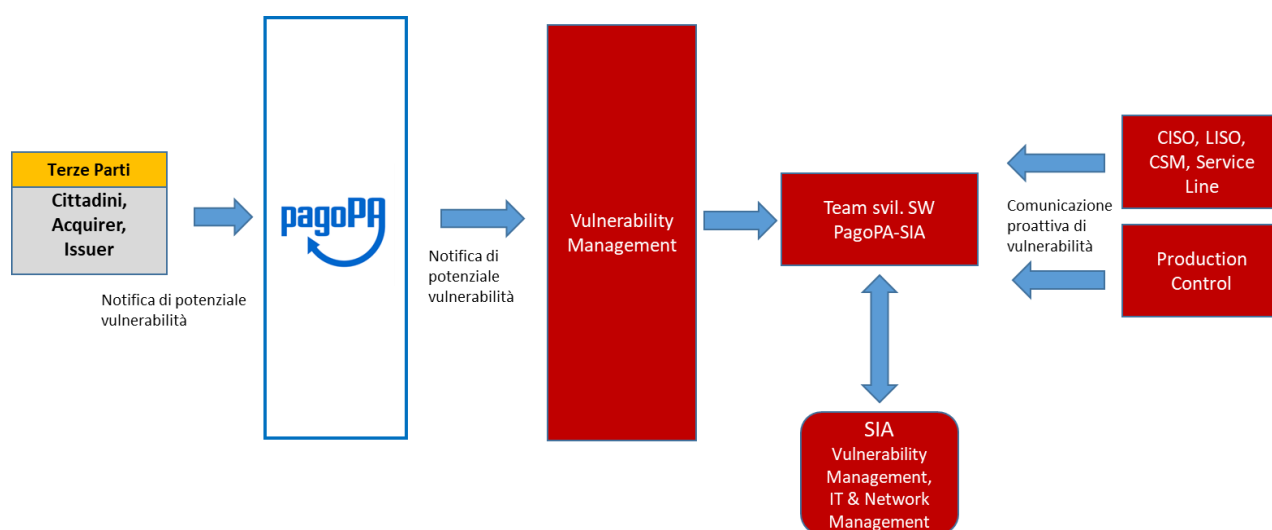 Terze Parti
Cittadini,
Acquirer,
Issuer
Notifica di potenziale
vulnerabilità
pagoPA
Notifica di
potenziale
vulnerabilità
Vulnerability
Management
Team svil. SW
PagoPA-SIA
SIA
Vulnerability
Management,
IT & Network
Management
Comunicazione
proattiva di
vulnerabilità
CISO, LISO,
CSM, Service
Line
Production
Control